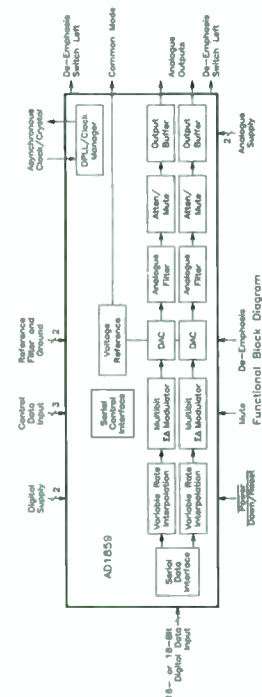 Digital
Supply
2
Control
Data
Input
3
Reference
Filter and
Ground
2
Asynchronous
Clock/Crystal
De-Emphasis
Switch Left
Common Mode
Analogue
Outputs
De-Emphasis
Switch Left
AD1859
Serial
Control
Interface
Voltage
Reference
DPLL/Clock
Manager
16- or 18-Bit
Digital Data
Input
Serial
Data
Interface
Variable Rate
Interpolation
Multibit
ΣΔ Modulator
DAC
Analogue
Filter
Atten/
Mute
Output
Buffer
Variable Rate
Interpolation
Multibit
ΣΔ Modulator
DAC
Analogue
Filter
Atten/
Mute
Output
Buffer
Power
Down/Reset
Mute
De-Emphasis
2
Analogue
Supply
Functional Block Diagram